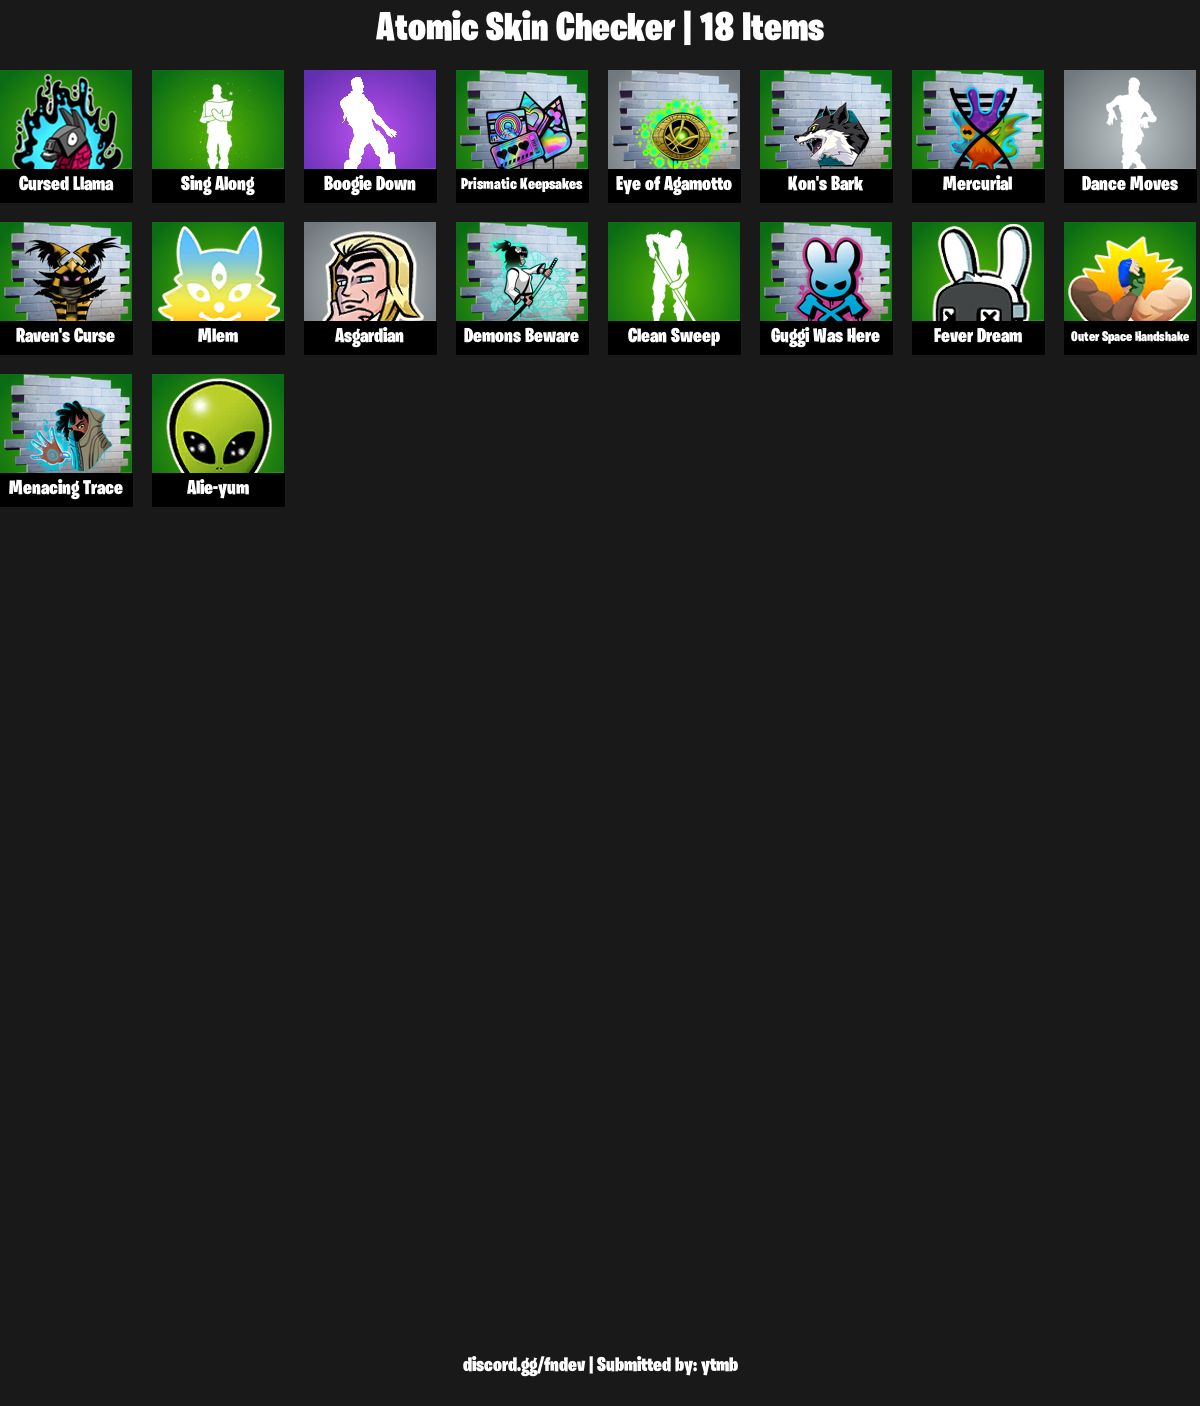 Atomic Skin Checker | 18 Items
Cursed Llama
Sing Along
Boogie Down
Prismatic Keepsakes
Eye of Agamotto
Kon's Bark
Mercurial
Dance Moves
Raven's Curse
Mlem
Asgardian
Demons Beware
Clean Sweep
Guggi Was Here
Fever Dream
Outer Space Handshake
Menacing Trace
Alie-yum
discord.gg/fndev | Submitted by: ytmb